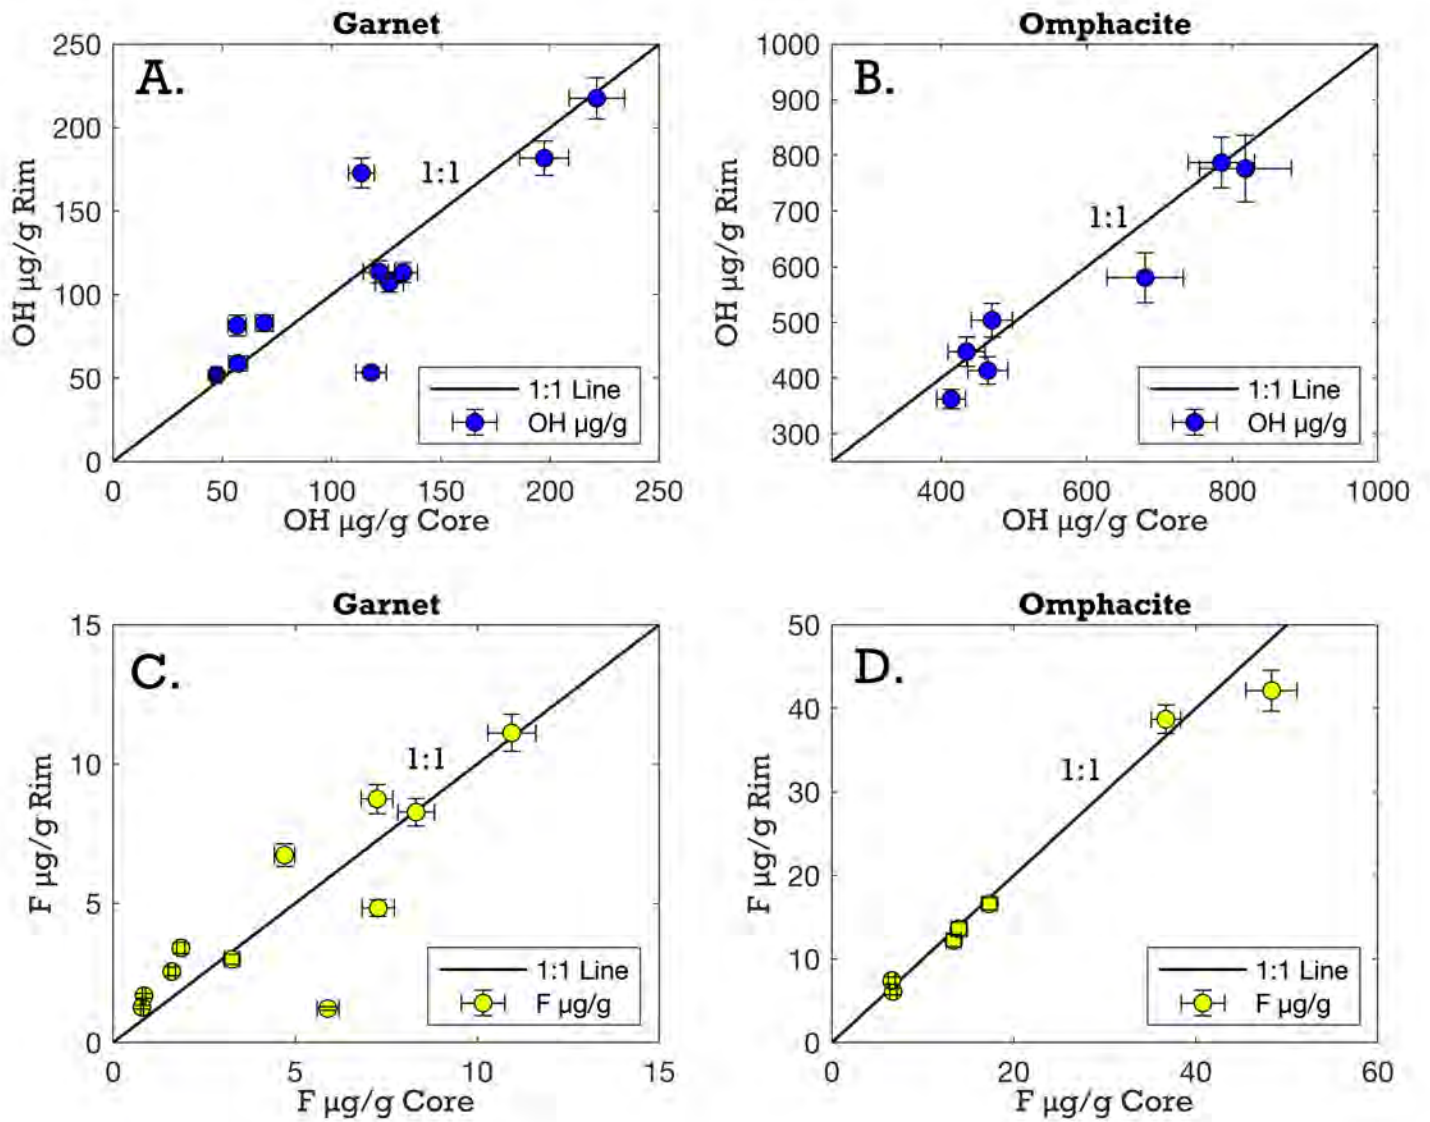 Garnet
A.
250
200
150
100
50
0
OH µg/g Rim
1:1
1:1 Line
OH µg/g
0 50 100 150 200 250
OH µg/g Core
Omphacite
B.
1000
900
800
700
600
500
400
300
OH µg/g Rim
1:1
1:1 Line
OH µg/g
400 600 800 1000
OH µg/g Core
Garnet
C.
15
10
5
0
F µg/g Rim
1:1
1:1 Line
F µg/g
0 5 10 15
F µg/g Core
Omphacite
D.
50
40
30
20
10
0
F µg/g Rim
1:1
1:1 Line
F µg/g
0 20 40 60
F µg/g Core